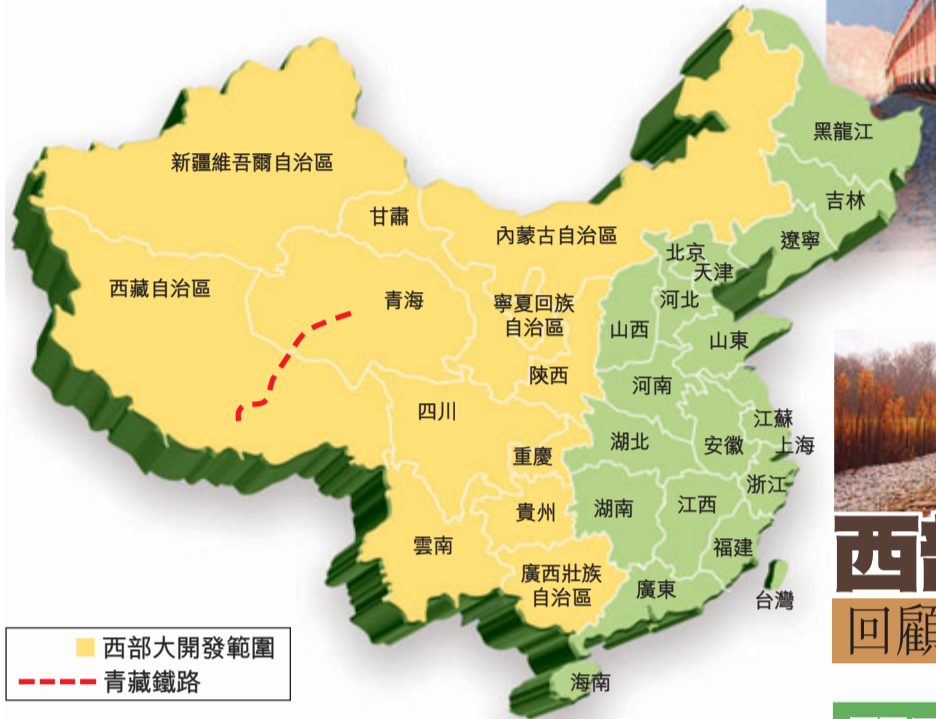 黑龍江
新疆維吾爾自治區
吉林
甘肅
內蒙古自治區
遼寧
北京
天津
西藏自治區
青海
寧夏回族
自治區
河北
山西
山東
陝西
河南
四川
江蘇
湖北
安徽
上海
重慶
浙江
貴州
湖南
江西
雲南
福建
廣西壯族
自治區
廣東
台灣
海南
西部大開發範圍
青藏鐵路
西部
回顧